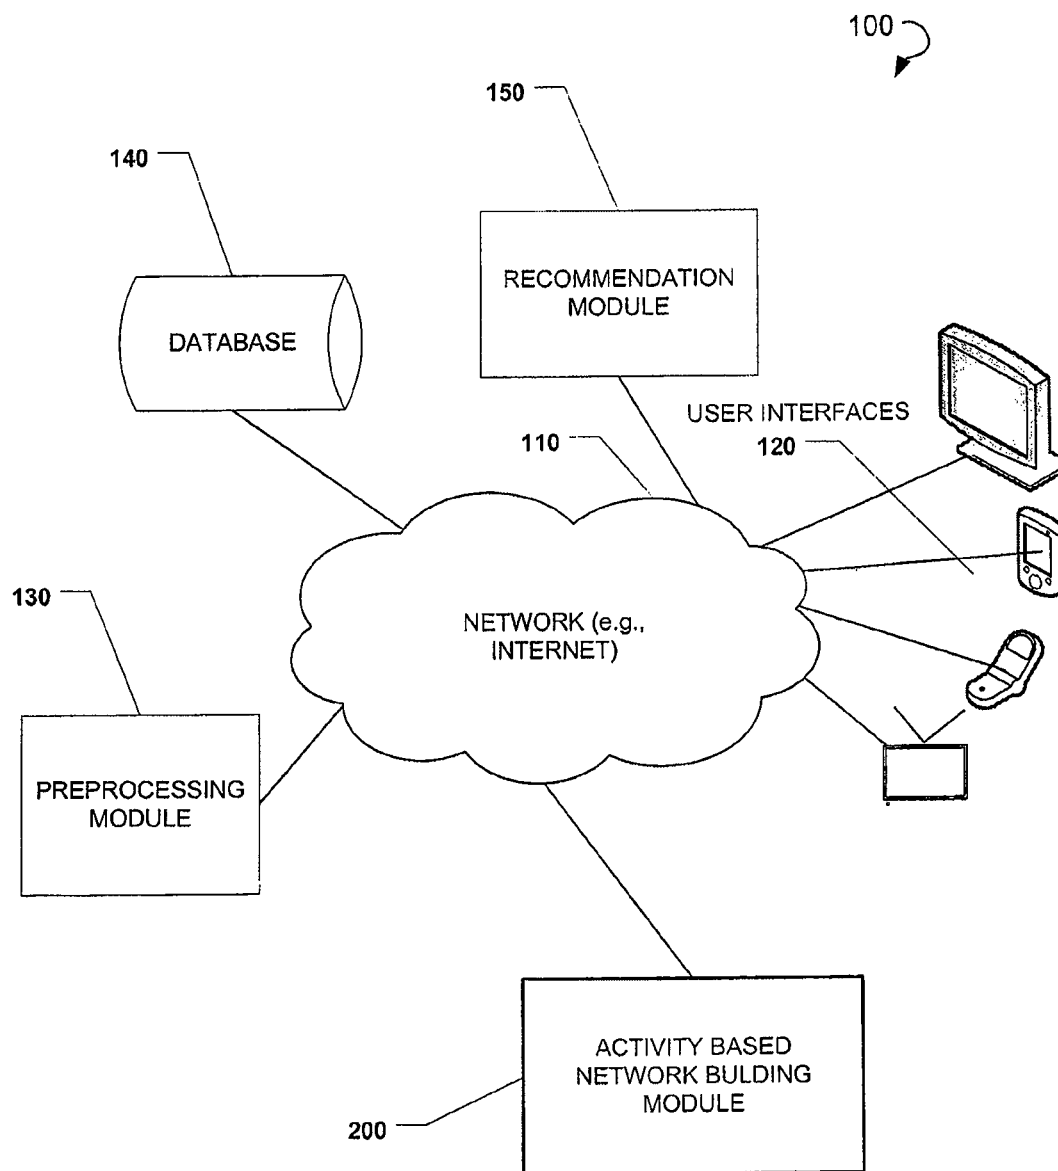 100
150
140
RECOMMENDATION
MODULE
DATABASE
USER INTERFACES
110
120
130
NETWORK (e.g.,
INTERNET)
PREPROCESSING
MODULE
ACTIVITY BASED
NETWORK BULDING
MODULE
200